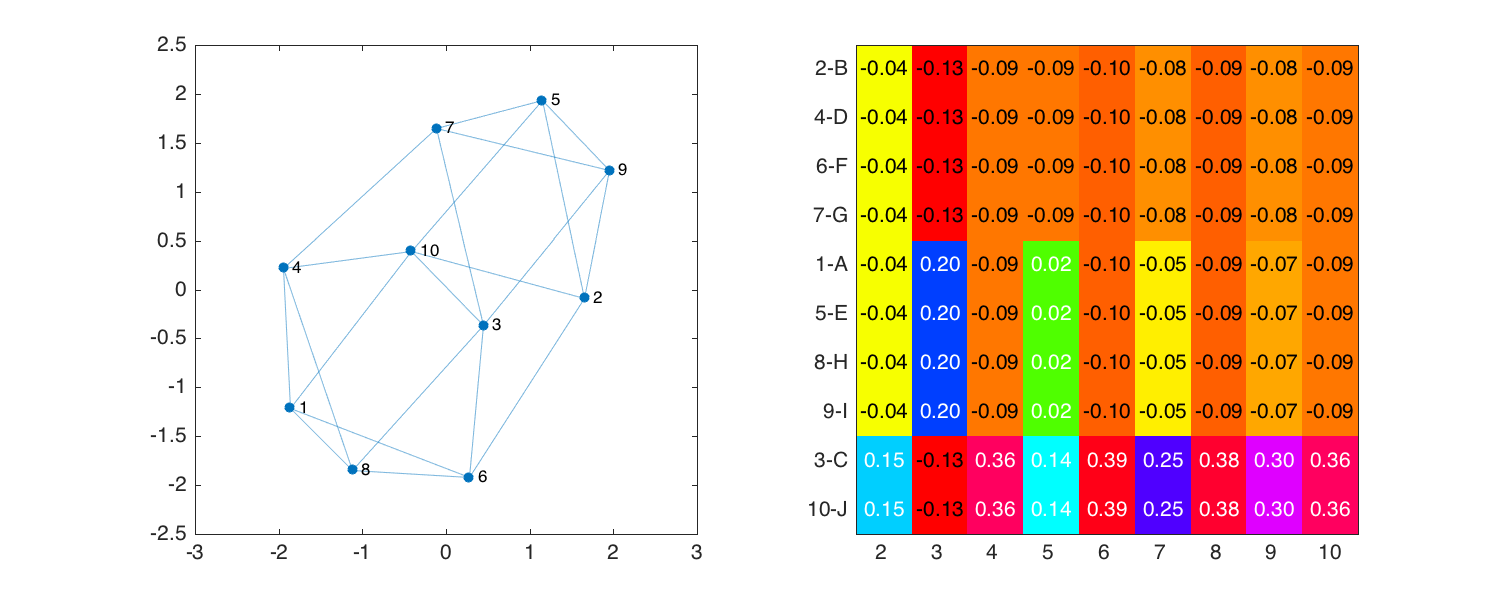 2.5
2
1.5
1
0.5
0
-0.5
-1
-1.5
-2
-2.5
-3 -2 -1 0 1 2 3
5
7
9
10
4
2
3
1
8
6
2-B -0.04 -0.13 -0.09 -0.09 -0.10 -0.08 -0.09 -0.08 -0.09
4-D -0.04 -0.13 -0.09 -0.09 -0.10 -0.08 -0.09 -0.08 -0.09
6-F -0.04 -0.13 -0.09 -0.09 -0.10 -0.08 -0.09 -0.08 -0.09
7-G -0.04 -0.13 -0.09 -0.09 -0.10 -0.08 -0.09 -0.08 -0.09
1-A -0.04 0.20 -0.09 0.02 -0.10 -0.05 -0.09 -0.07 -0.09
5-E -0.04 0.20 -0.09 0.02 -0.10 -0.05 -0.09 -0.07 -0.09
8-H -0.04 0.20 -0.09 0.02 -0.10 -0.05 -0.09 -0.07 -0.09
9-I -0.04 0.20 -0.09 0.02 -0.10 -0.05 -0.09 -0.07 -0.09
3-C 0.15 -0.13 0.36 0.14 0.39 0.25 0.38 0.30 0.36
10-J 0.15 -0.13 0.36 0.14 0.39 0.25 0.38 0.30 0.36
2 3 4 5 6 7 8 9 10